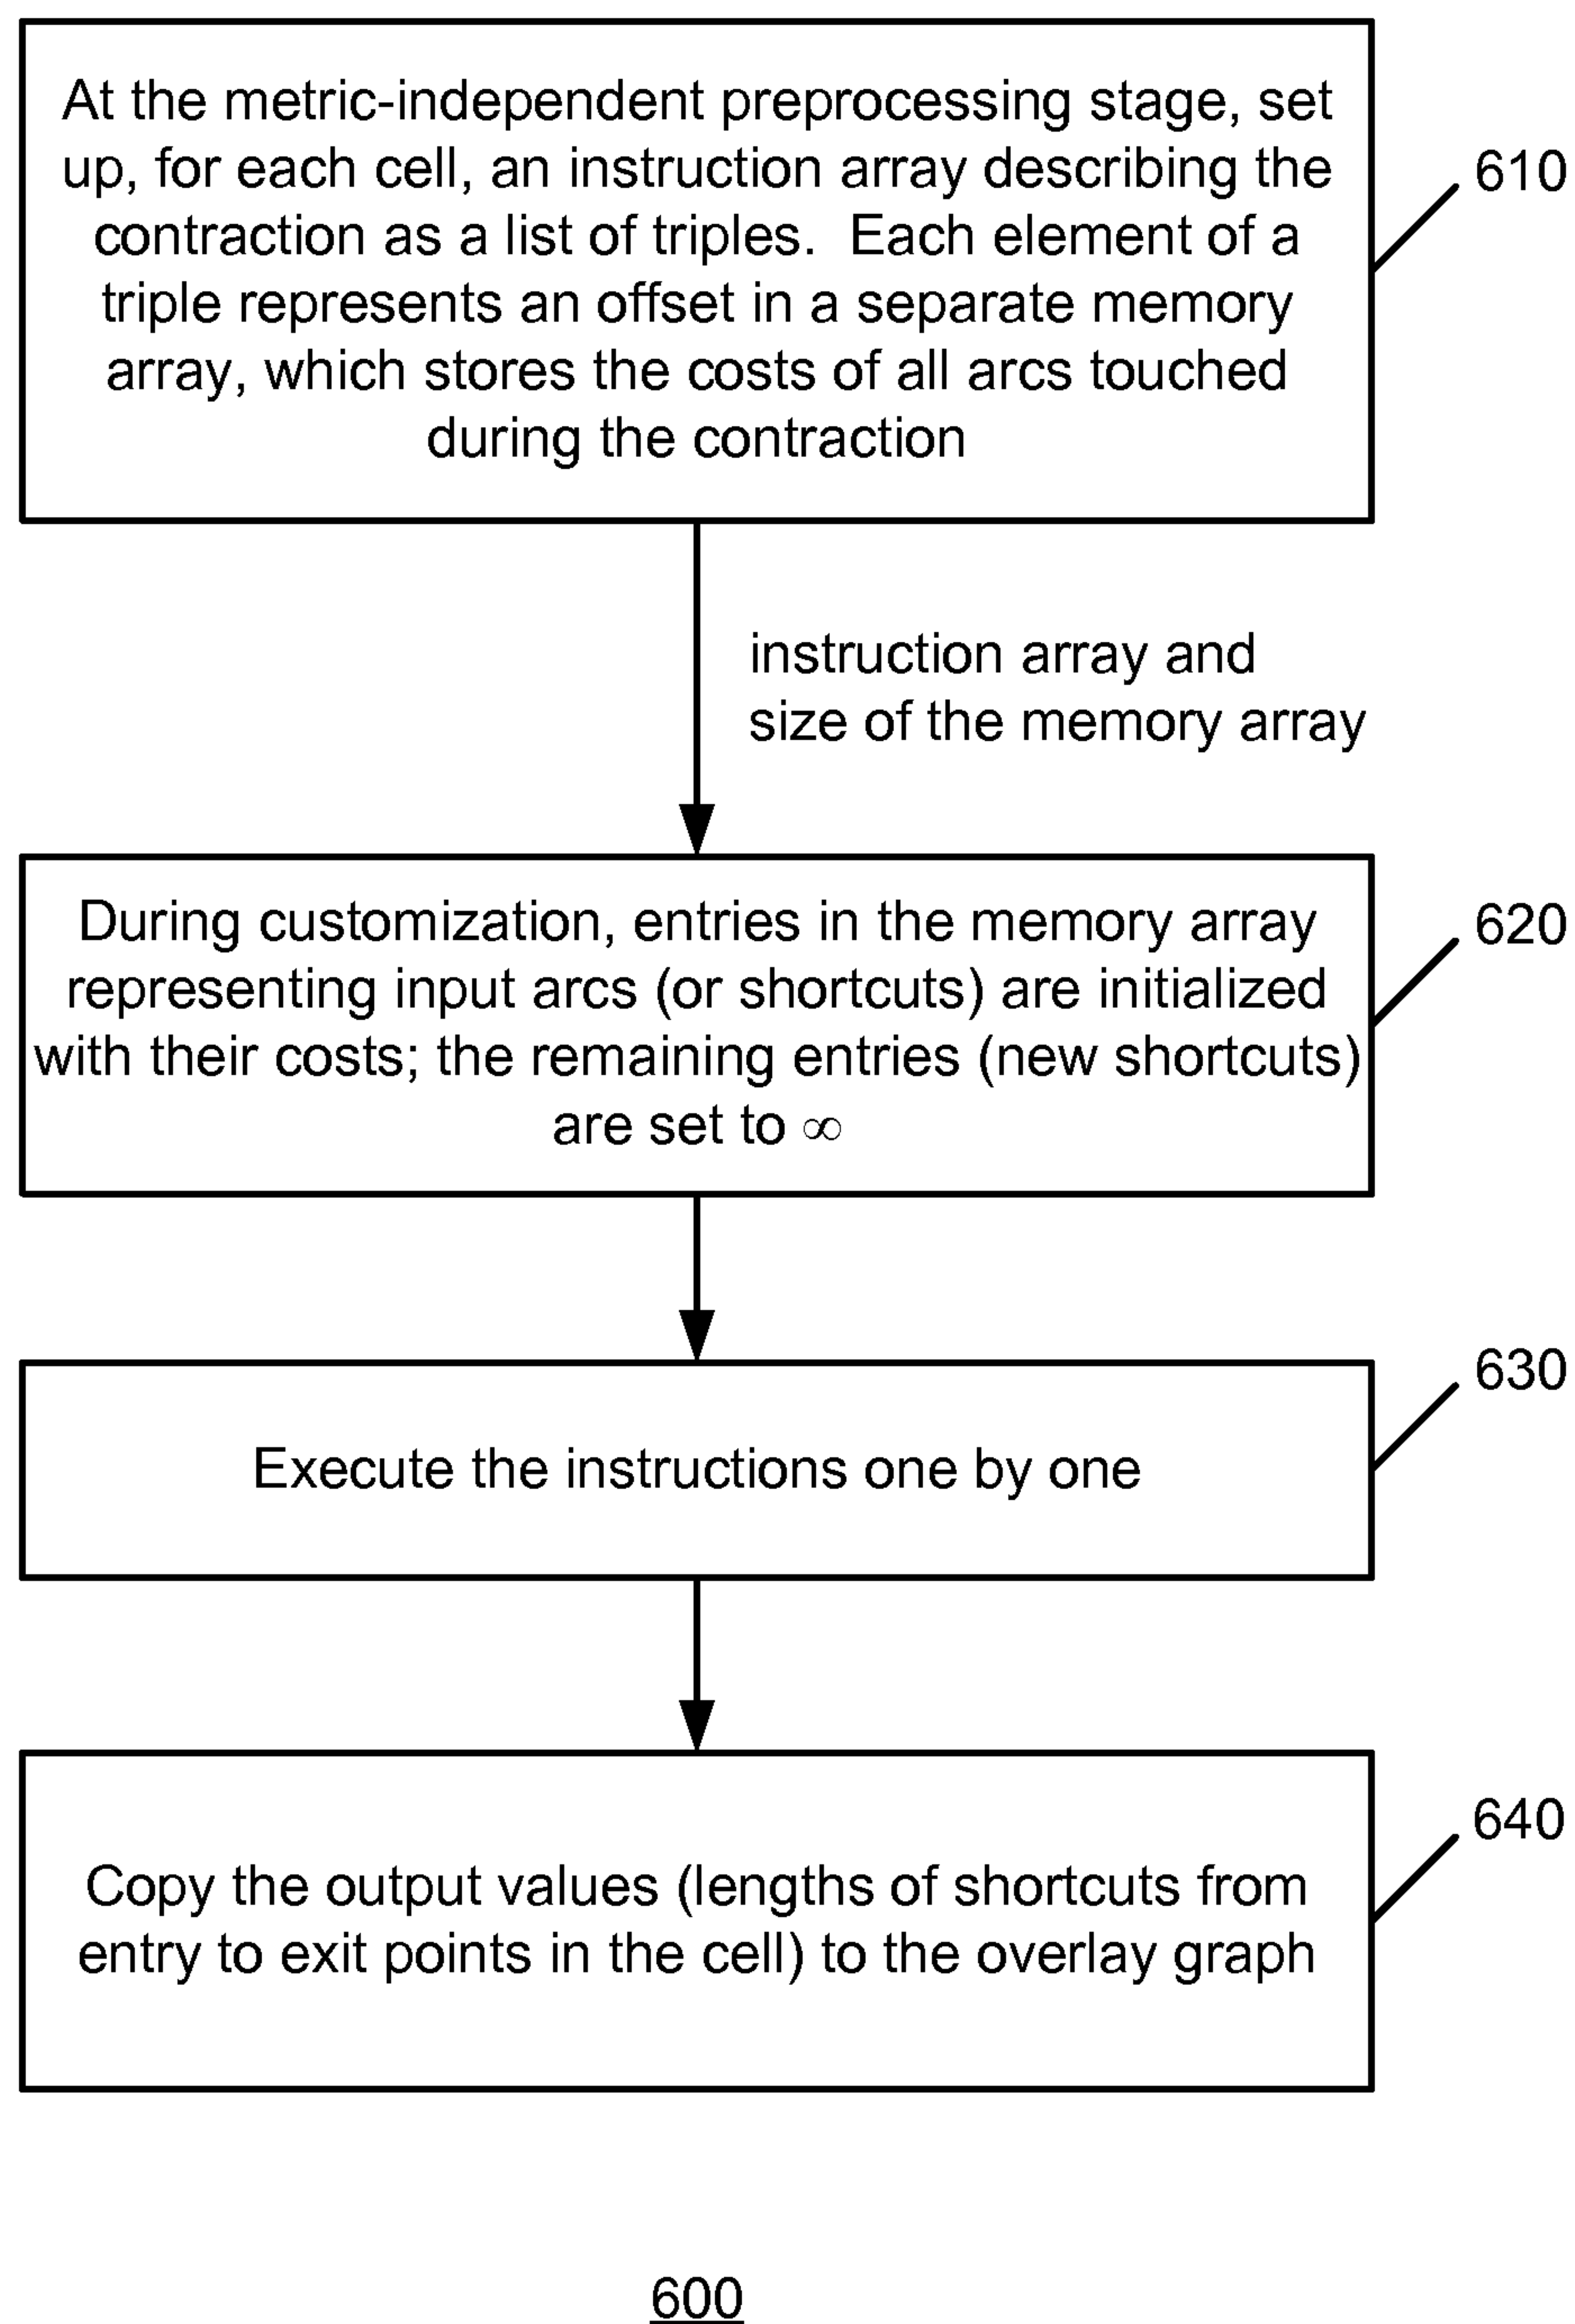 At the metric-independent preprocessing stage, set
up, for each cell, an instruction array describing the
contraction as a list of triples.  Each element of a
triple represents an offset in a separate memory
array, which stores the costs of all arcs touched
during the contraction
610
instruction array and
size of the memory array
During customization, entries in the memory array
representing input arcs (or shortcuts) are initialized
with their costs; the remaining entries (new shortcuts)
are set to ∞
620
Execute the instructions one by one
630
Copy the output values (lengths of shortcuts from
entry to exit points in the cell) to the overlay graph
640
600